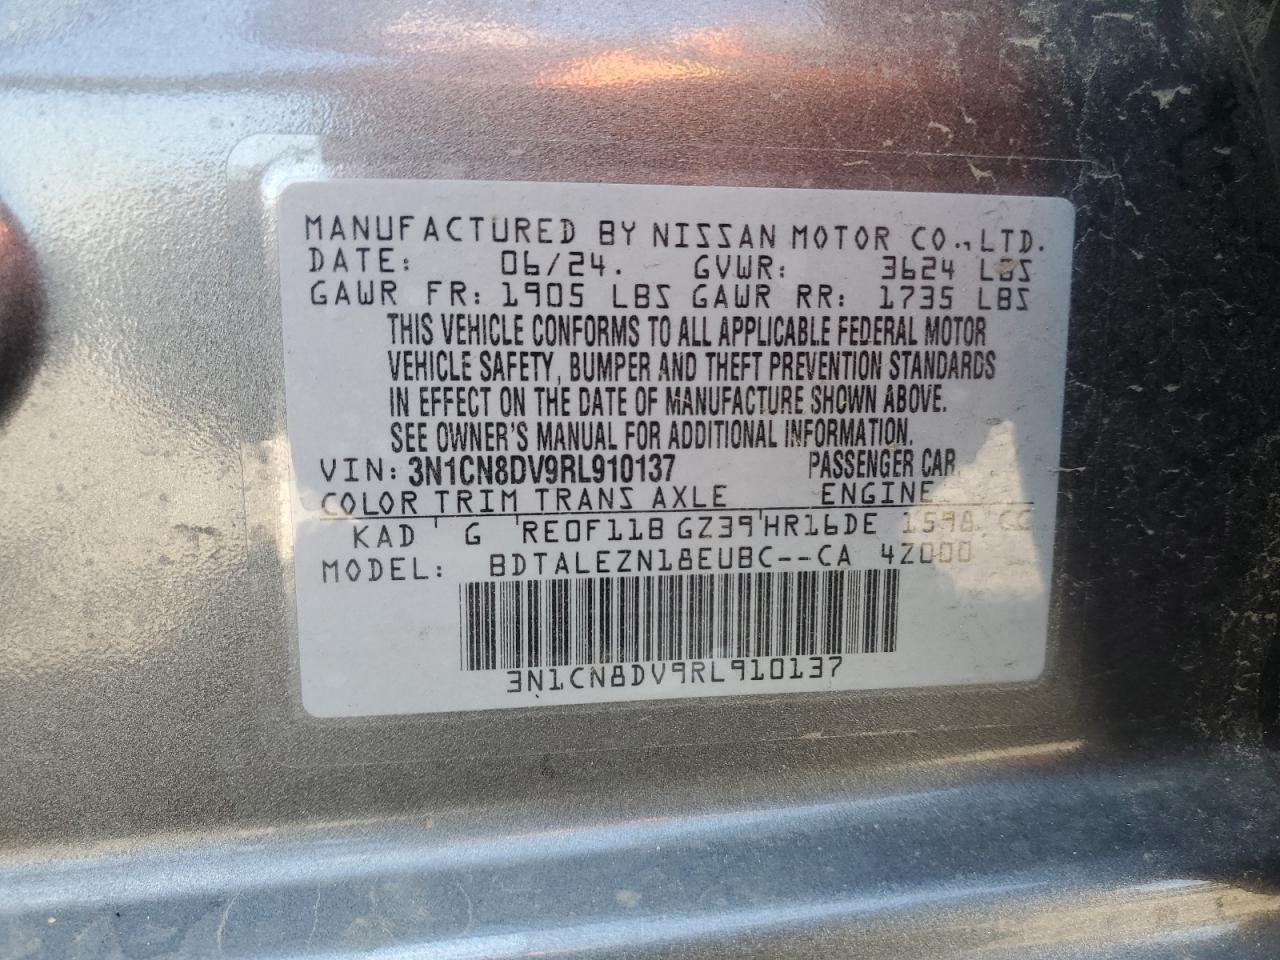 MANUFACTURED BY NISSAN MOTOR CO., LTD.
DATE: 06/24. GVWR: 3624 LBS
GAWR FR: 1905 LBS GAWR RR: 1735 LBS
THIS VEHICLE CONFORMS TO ALL APPLICABLE FEDERAL MOTOR
VEHICLE SAFETY, BUMPER AND THEFT PREVENTION STANDARDS
IN EFFECT ON THE DATE OF MANUFACTURE SHOWN ABOVE.
SEE OWNER'S MANUAL FOR ADDITIONAL INFORMATION.
VIN: 3N1CN8DV9RL910137 PASSENGER CAR
COLOR TRIM TRANS AXLE ENGINE
KAD G RE0F11B GZ39 HR16DE 1598 CC
MODEL: BDTALEZN18EUBC--CA 4Z000
3N1CN8DV9RL910137